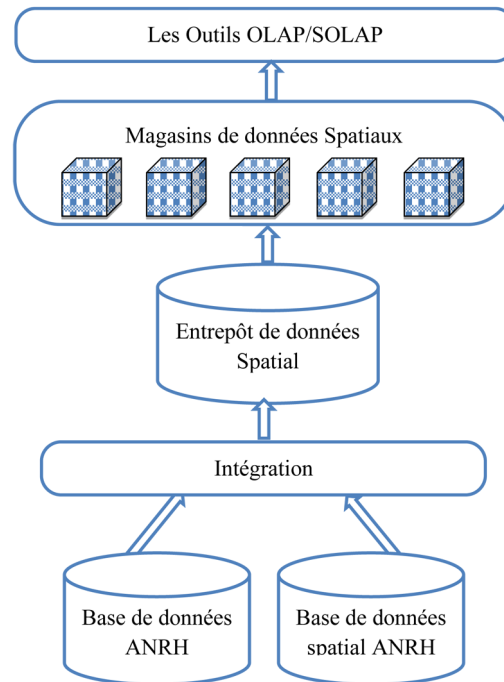 Les Outils OLAP/SOLAP
Magasins de données Spatiaux
Entrepôt de données
Spatial
Intégration
Base de données
ANRH
Base de données
spatial ANRH